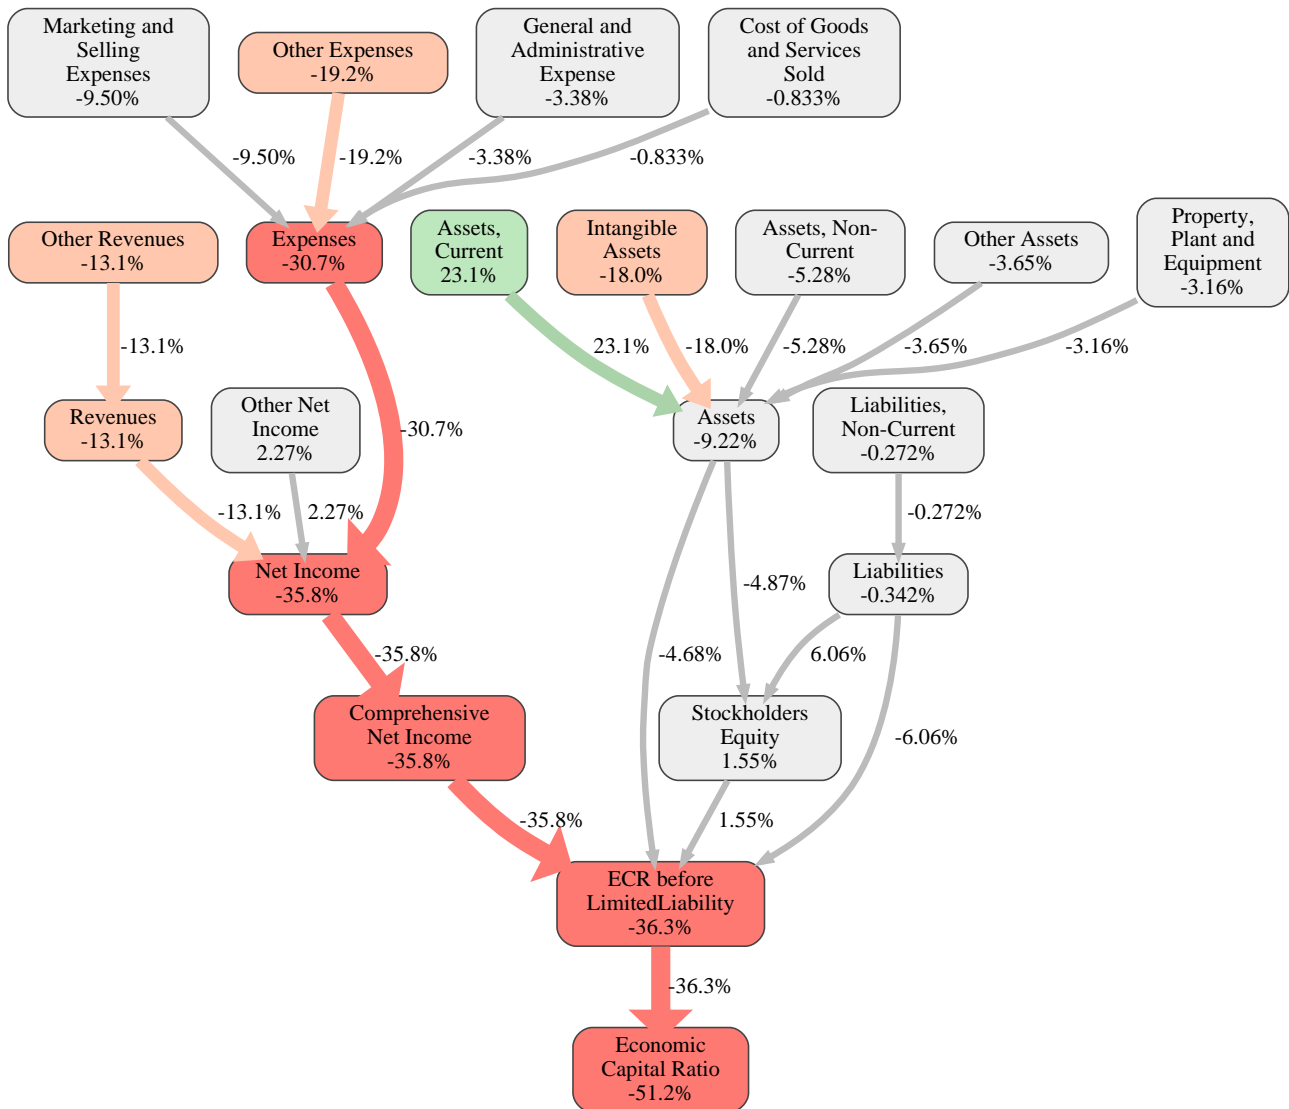 Marketing and
Selling
Expenses
-9.50%
Other Expenses
-19.2%
General and
Administrative
Expense
-3.38%
Cost of Goods
and Services
Sold
-0.833%
-9.50%
-19.2%
-3.38%
-0.833%
Other Revenues
-13.1%
Expenses
-30.7%
Assets,
Current
23.1%
Intangible
Assets
-18.0%
Assets, Non-
Current
-5.28%
Other Assets
-3.65%
Property,
Plant and
Equipment
-3.16%
-13.1%
23.1%
-18.0%
-5.28%
-3.65%
-3.16%
Revenues
-13.1%
Other Net
Income
2.27%
-30.7%
Assets
-9.22%
Liabilities,
Non-Current
-0.272%
-13.1%
2.27%
-0.272%
Net Income
-35.8%
-4.87%
Liabilities
-0.342%
-35.8%
-4.68%
6.06%
Comprehensive
Net Income
-35.8%
Stockholders
Equity
1.55%
-6.06%
-35.8%
1.55%
ECR before
LimitedLiability
-36.3%
-36.3%
Economic
Capital Ratio
-51.2%